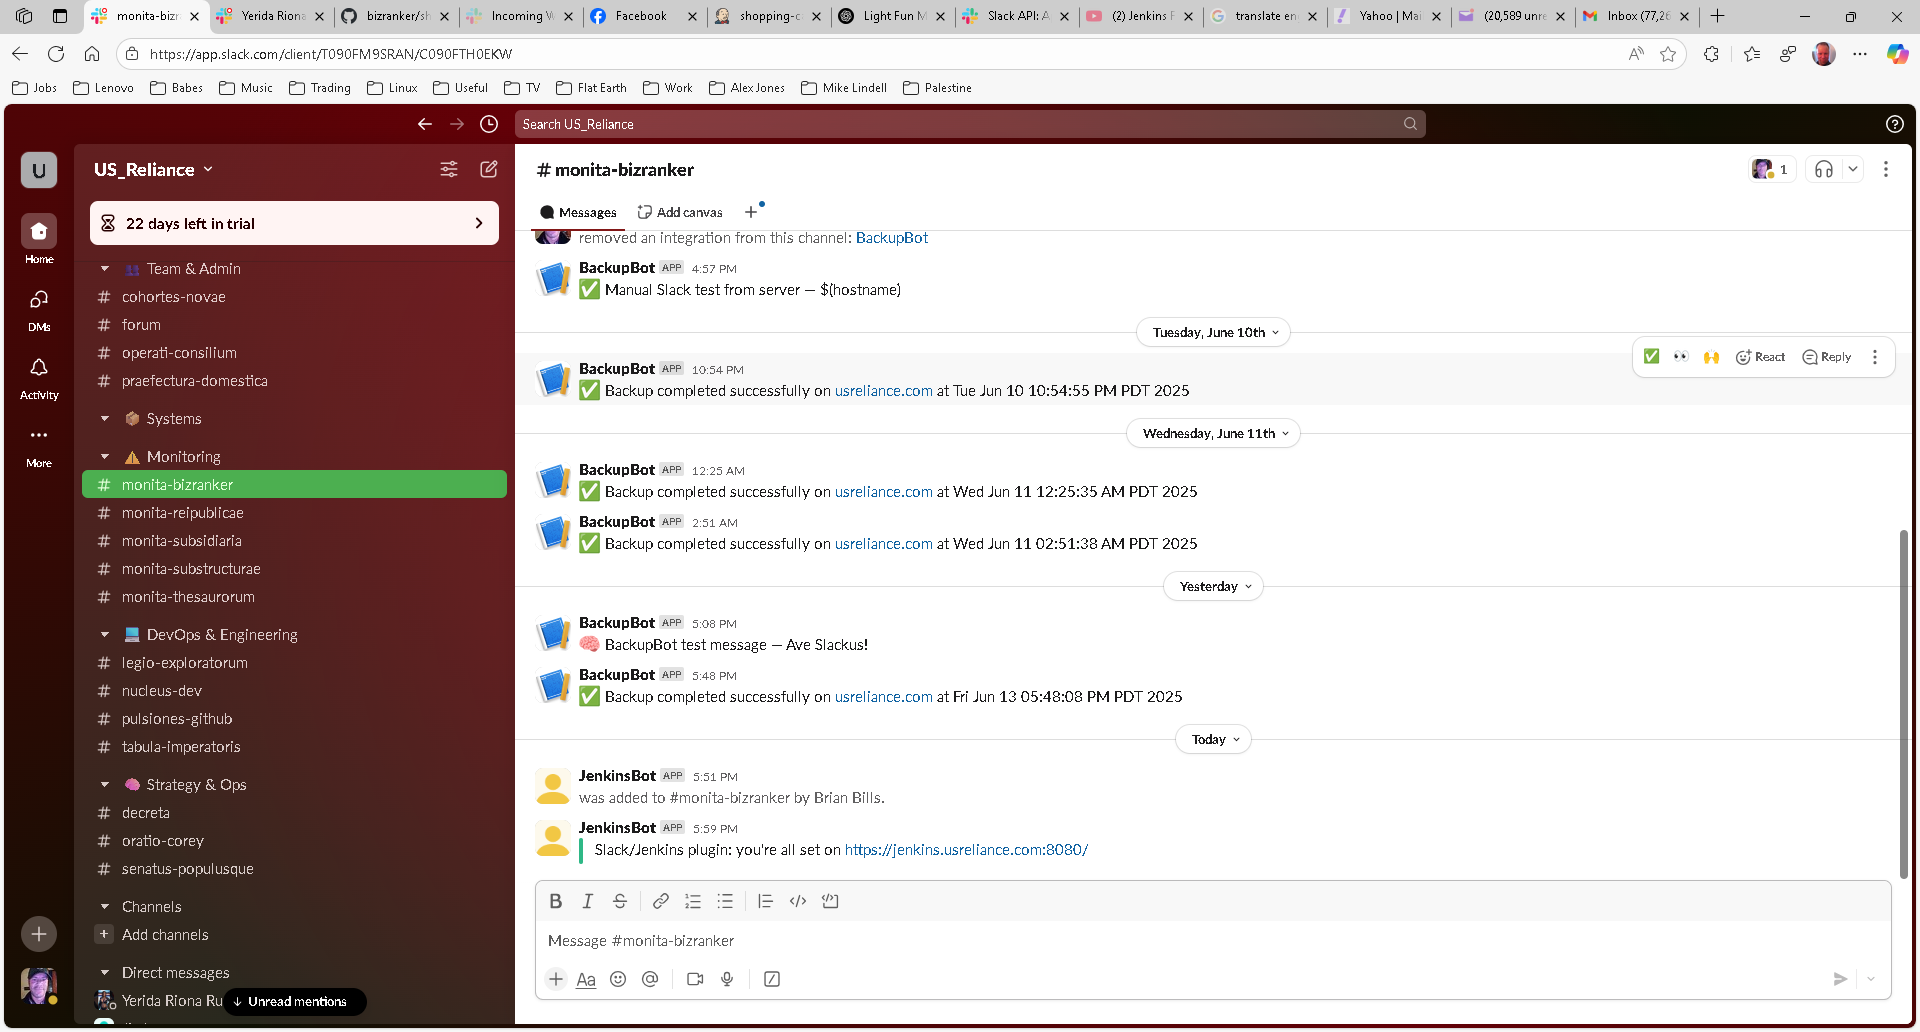 monita-bizr
Yerida Riona
bizranker/sh
Incoming W
Facebook
shopping-c
Light Fun M
Slack API: A
(2) Jenkins F
translate en
Yahoo | Mai
(20,589 unre
Inbox (77,26
https://app.slack.com/client/T090FM9SRAN/C090FTH0EKW
Jobs
Lenovo
Babes
Music
Trading
Linux
Useful
TV
Flat Earth
Work
Alex Jones
Mike Lindell
Palestine
Search US_Reliance
U
Home
DMs
Activity
More
US_Reliance
22 days left in trial
Team & Admin
# cohortes-novae
# forum
# operati-consilium
# praefectura-domestica
Systems
Monitoring
# monita-bizranker
# monita-reipublicae
# monita-subsidiaria
# monita-substructurae
# monita-thesaurorum
DevOps & Engineering
# legio-exploratorum
# nucleus-dev
# pulsiones-github
# tabula-imperatoris
Strategy & Ops
# decreta
# oratio-corey
# senatus-populusque
Channels
+ Add channels
Direct messages
Yerida Riona Ru
↓ Unread mentions
# monita-bizranker
1
Messages
Add canvas
removed an integration from this channel: BackupBot
BackupBot APP 4:57 PM
✅ Manual Slack test from server — $(hostname)
Tuesday, June 10th
React
Reply
BackupBot APP 10:54 PM
✅ Backup completed successfully on usreliance.com at Tue Jun 10 10:54:55 PM PDT 2025
Wednesday, June 11th
BackupBot APP 12:25 AM
✅ Backup completed successfully on usreliance.com at Wed Jun 11 12:25:35 AM PDT 2025
BackupBot APP 2:51 AM
✅ Backup completed successfully on usreliance.com at Wed Jun 11 02:51:38 AM PDT 2025
Yesterday
BackupBot APP 5:08 PM
🧠 BackupBot test message — Ave Slackus!
BackupBot APP 5:48 PM
✅ Backup completed successfully on usreliance.com at Fri Jun 13 05:48:08 PM PDT 2025
Today
JenkinsBot APP 5:51 PM
was added to #monita-bizranker by Brian Bills.
JenkinsBot APP 5:59 PM
Slack/Jenkins plugin: you're all set on https://jenkins.usreliance.com:8080/
B I S
Message #monita-bizranker
Aa